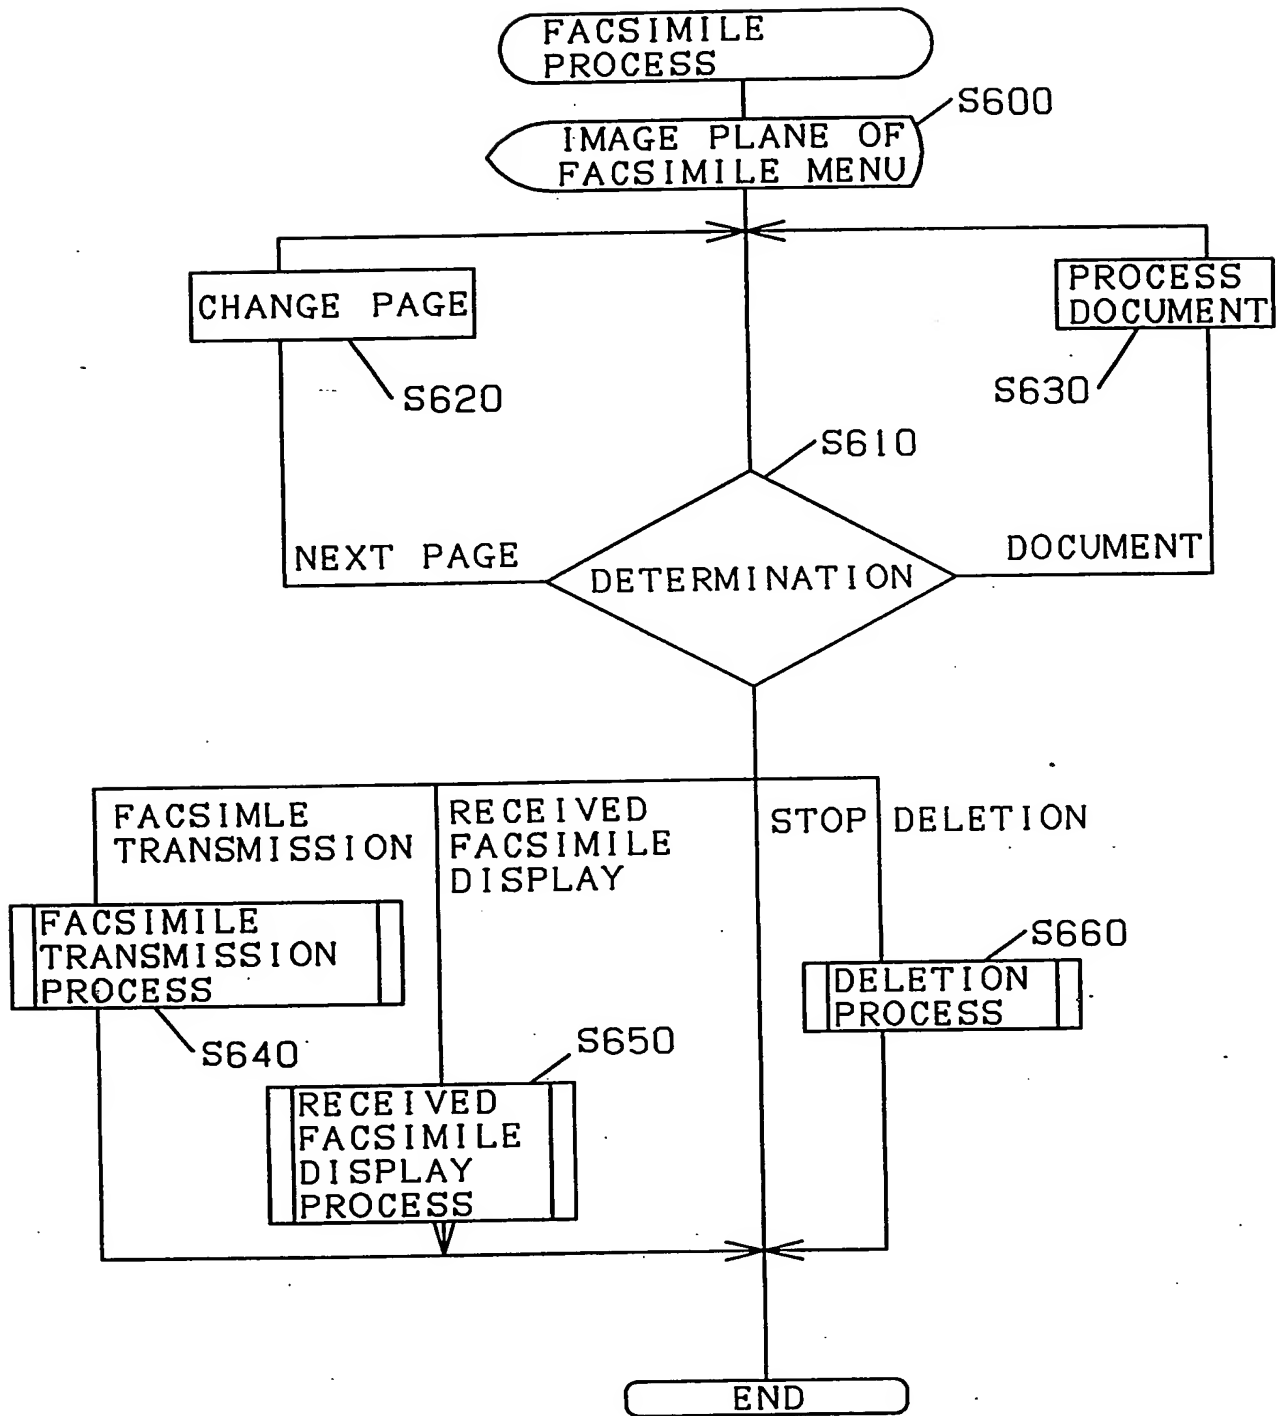 FACSIMILE
PROCESS
S600
IMAGE PLANE OF
FACSIMILE MENU
CHANGE PAGE
S620
PROCESS
DOCUMENT
S630
S610
NEXT PAGE
DETERMINATION
DOCUMENT
FACSIMLE
TRANSMISSION
RECEIVED
FACSIMILE
DISPLAY
STOP
DELETION
FACSIMILE
TRANSMISSION
PROCESS
S640
S660
DELETION
PROCESS
S650
RECEIVED
FACSIMILE
DISPLAY
PROCESS
END